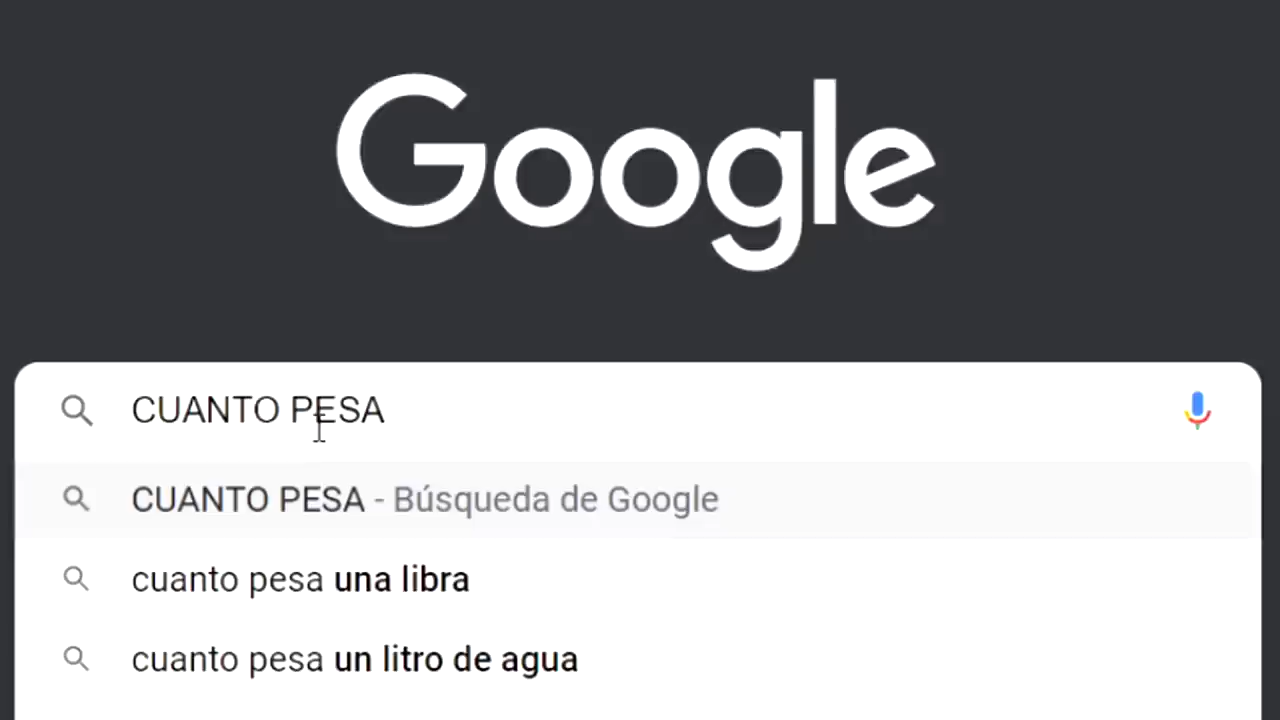 Google
CUANTO PESA
CUANTO PESA - Búsqueda de Google
cuanto pesa una libra
cuanto pesa un litro de agua